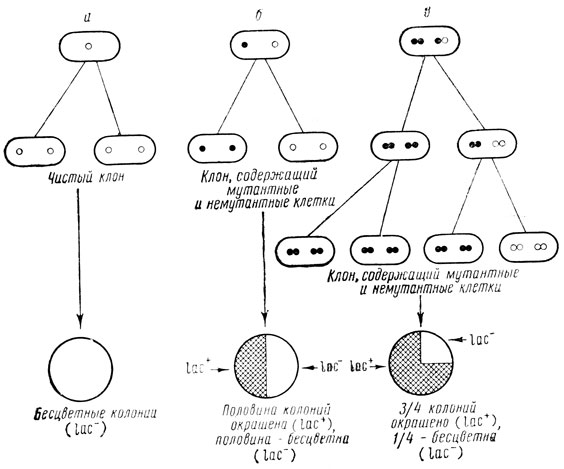 а
б
в
Чистый клон
Клон, содержащий
мутантные
и немутантные клетки
Клон, содержащий мутантные
и немутантные клетки
lac⁺
lac⁻
lac⁺
lac⁻
Бесцветные колонии
(lac⁻)
Половина колоний
окрашена (lac⁺),
половина - бесцветна
(lac⁻)
3/4 колоний
окрашено (lac⁺),
1/4 - бесцветна
(lac⁻)